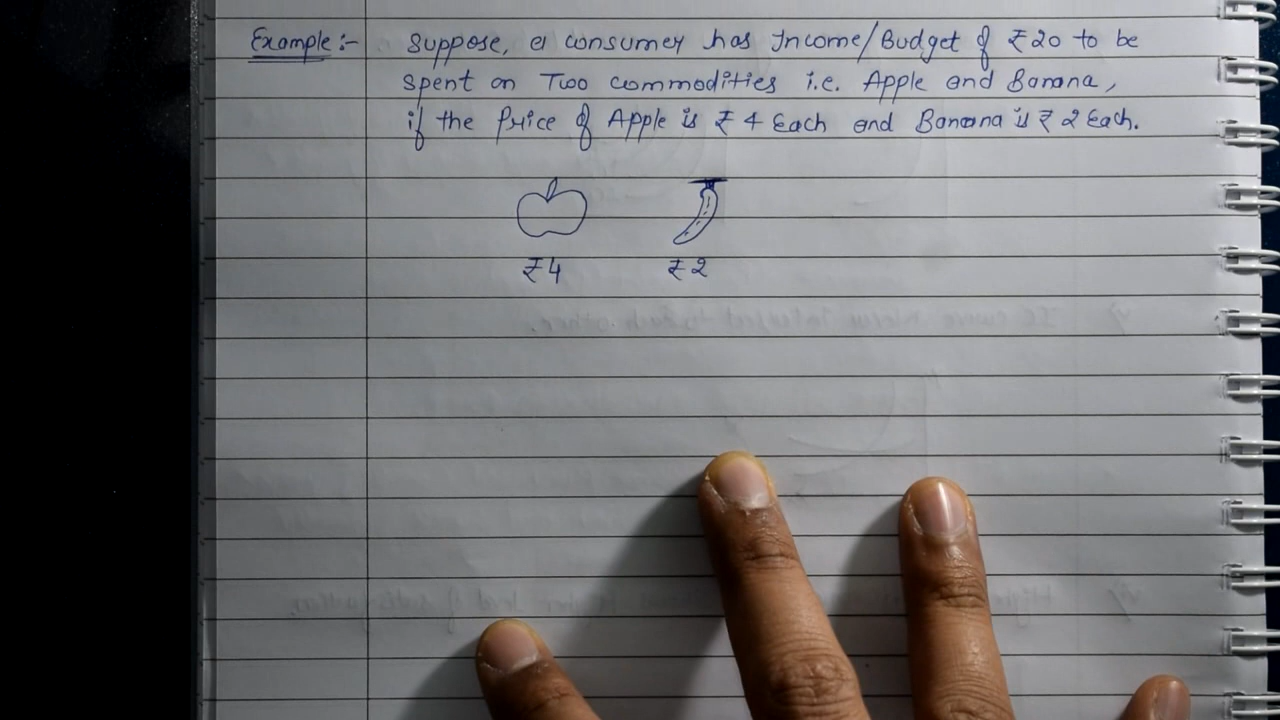 Example :- Suppose, a consumer has Income/Budget of ₹20 to be
spent on Two commodities i.e. Apple and Banana,
if the Price of Apple is ₹4 Each and Banana is ₹2 Each.
₹4 ₹2